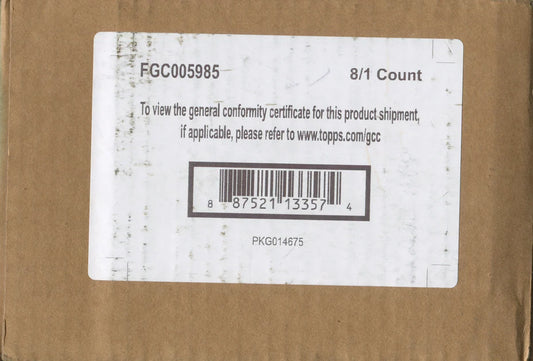 FGC005985 8/1 Count
To view the general conformity certificate for this product shipment,
if applicable, please refer to www.topps.com/gcc
8 87521 13357 4
PKG014675